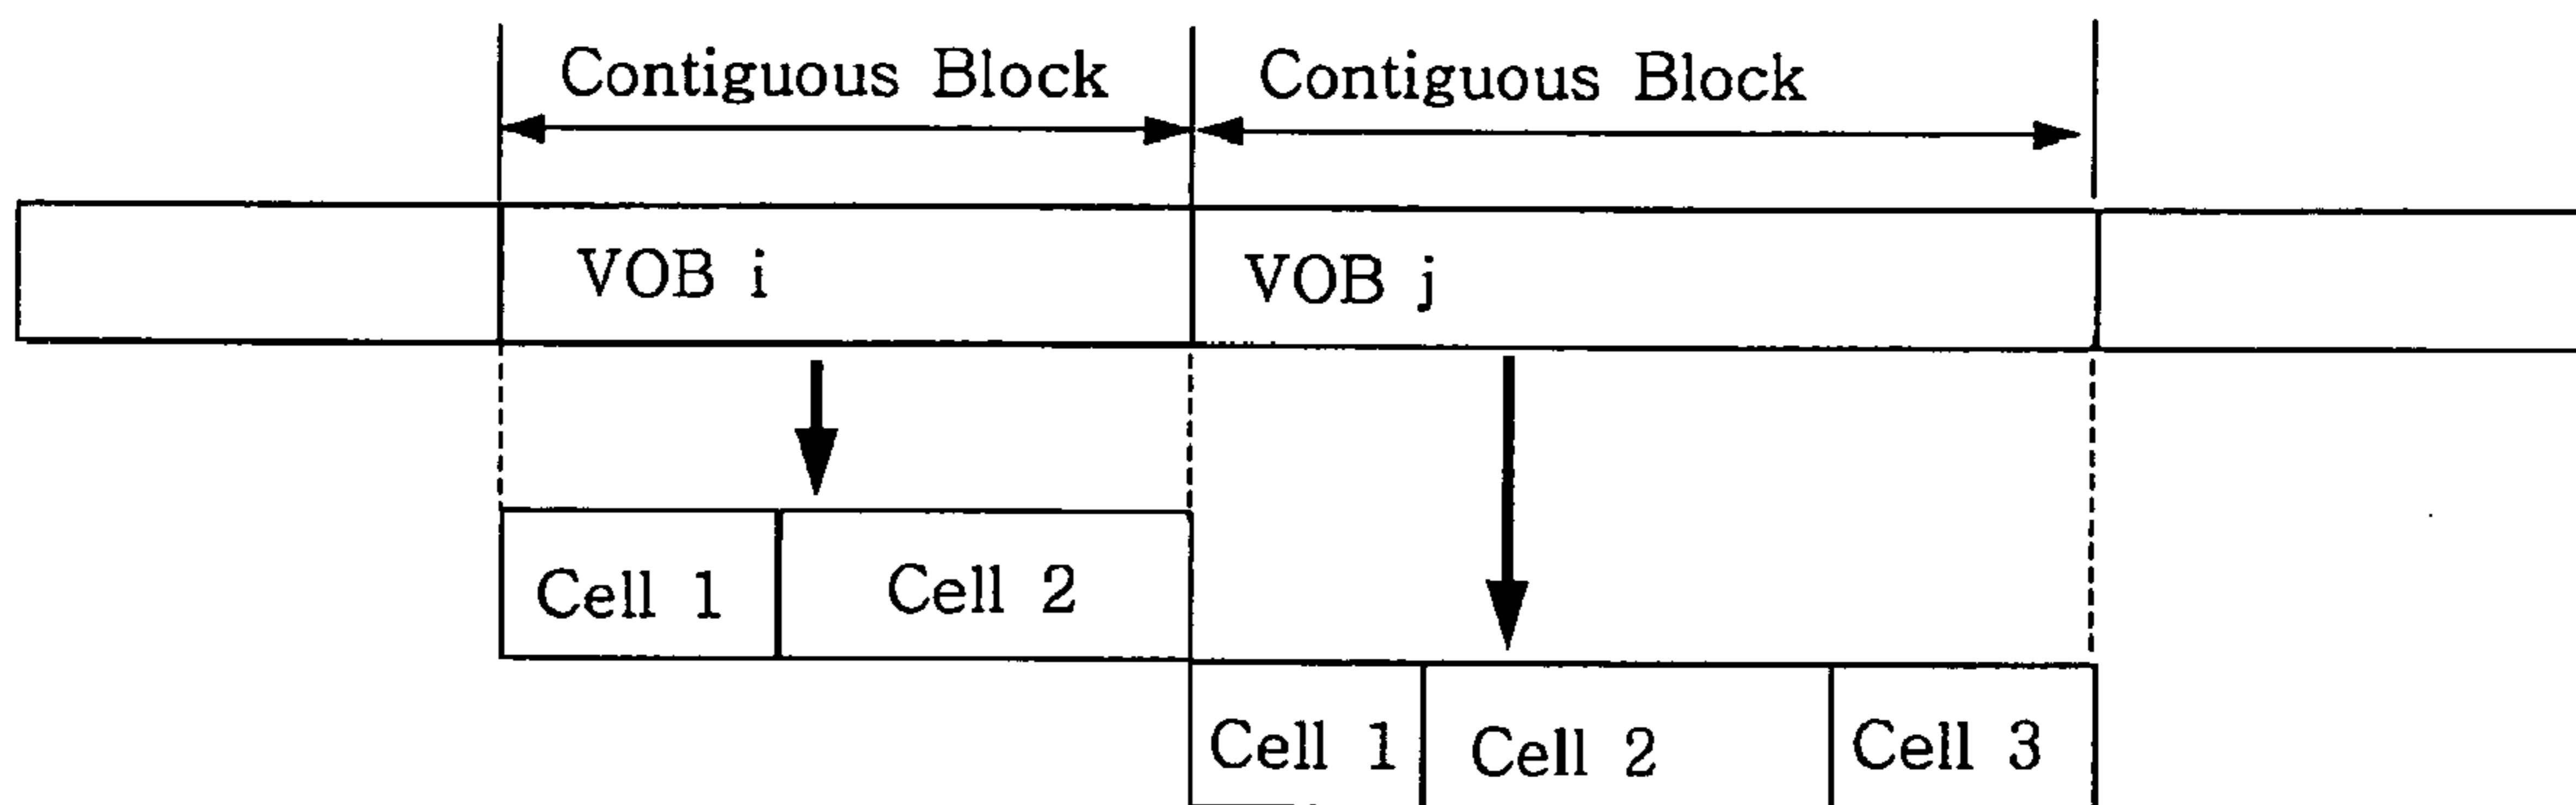 Contiguous Block Contiguous Block
VOB i VOB j
Cell 1 Cell 2
Cell 1 Cell 2 Cell 3